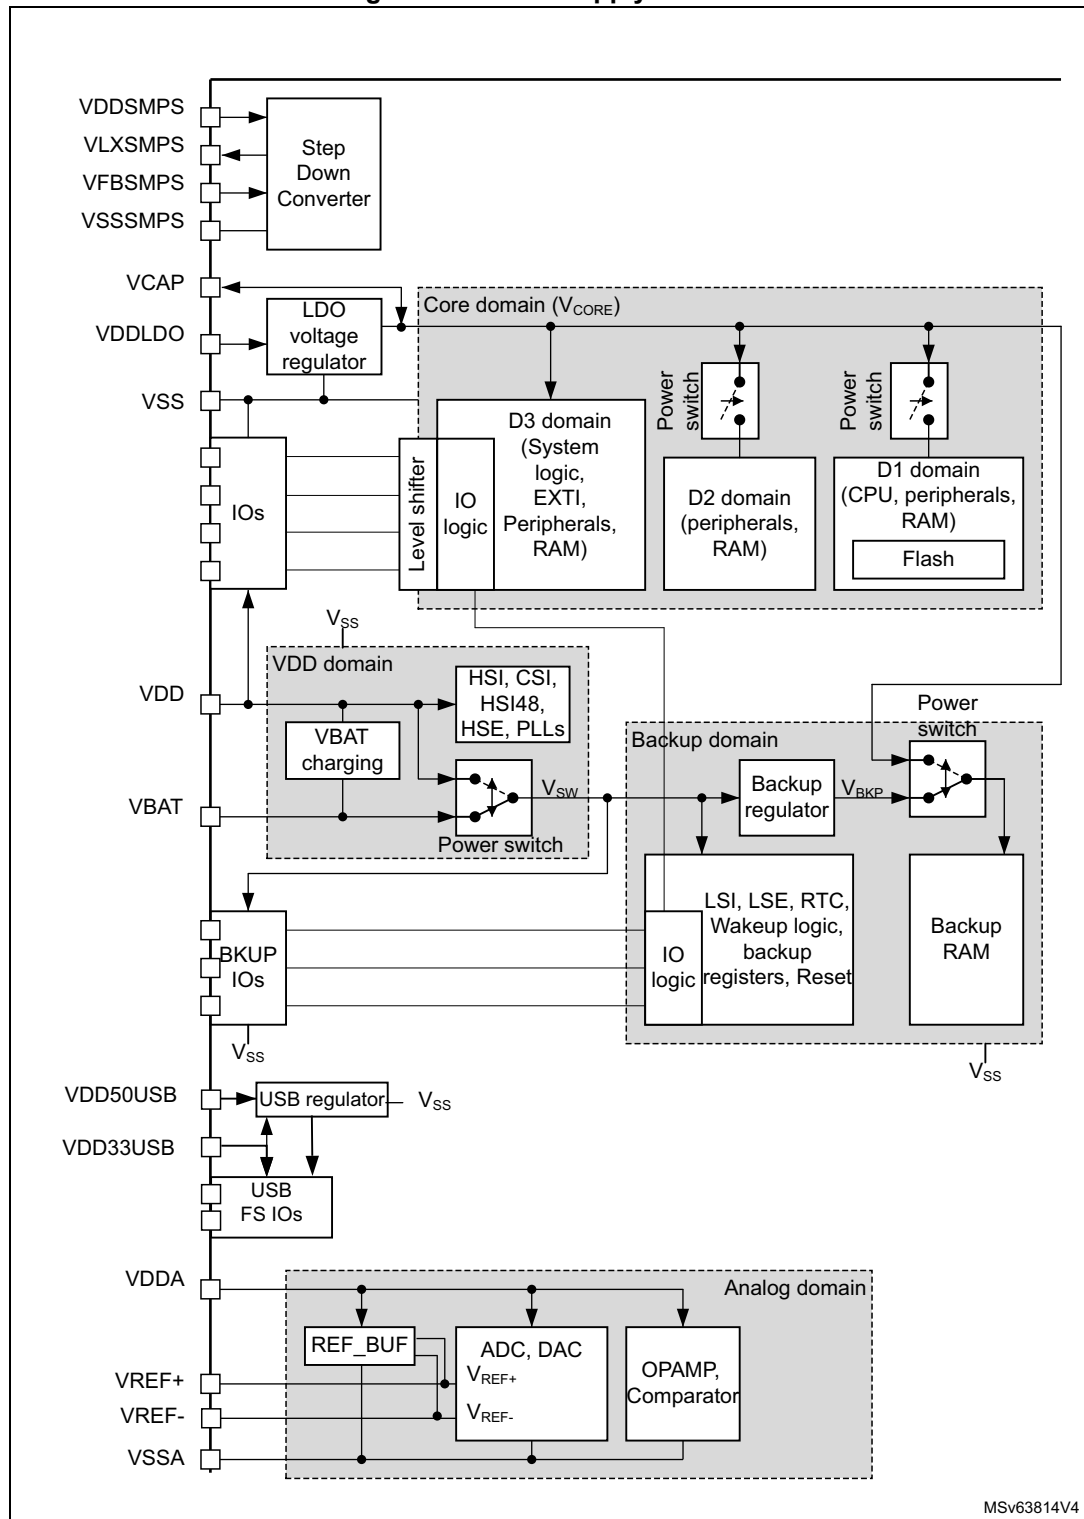 VDDSMPS
VLXSMPS
VFBSMPS
VSSSMPS
Step
Down
Converter
VCAP
VDDLDO
VSS
LDO
voltage
regulator
Core domain (VCORE)
Power
switch
Power
switch
D3 domain
(System
logic,
EXTI,
Peripherals,
RAM)
D2 domain
(peripherals,
RAM)
D1 domain
(CPU, peripherals,
RAM)
Flash
IOs
Level shifter
IO
logic
VSS
VDD domain
VDD
HSI, CSI,
HSI48,
HSE, PLLs
VBAT
charging
VBAT
VSW
Power switch
Backup domain
Power
switch
Backup
regulator
VBKP
LSI, LSE, RTC,
Wakeup logic,
backup
registers, Reset
IO
logic
Backup
RAM
BKUP
IOs
VSS
VSS
VDD50USB
USB regulator
VSS
VDD33USB
USB
FS IOs
VDDA
Analog domain
REF_BUF
ADC, DAC
VREF+
VREF-
OPAMP,
Comparator
VREF+
VREF-
VSSA
MSv63814V4